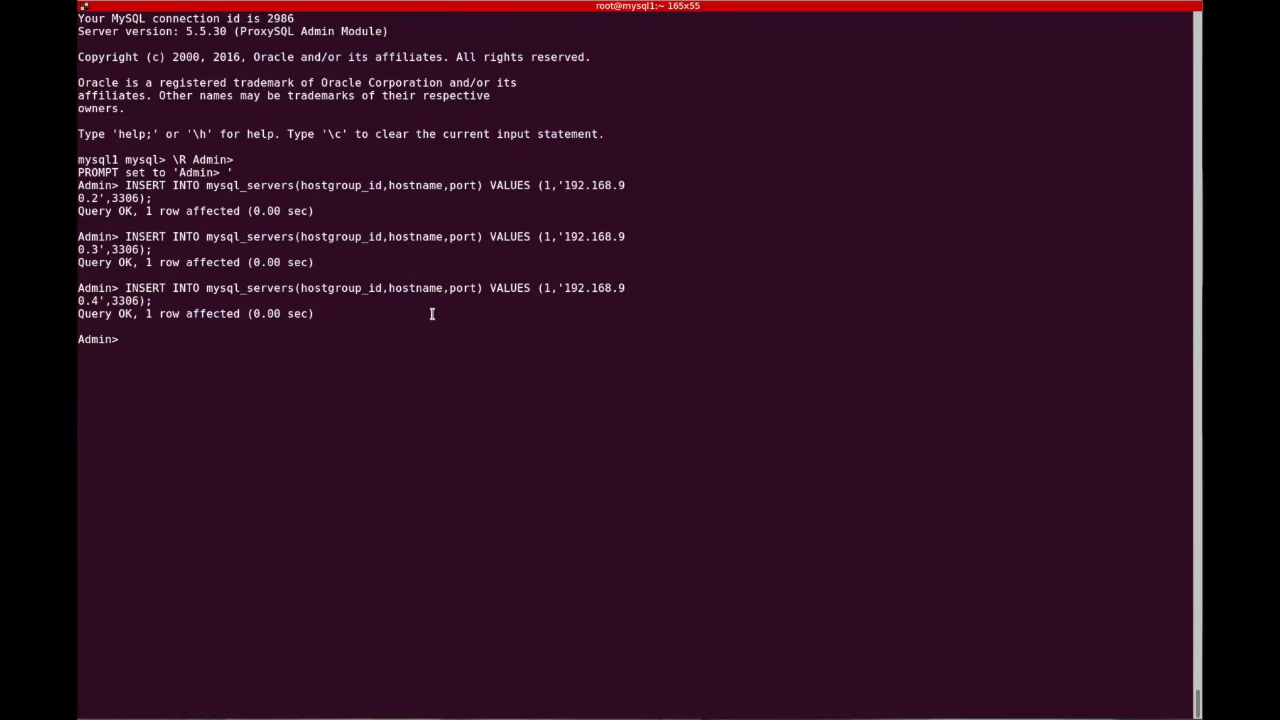 root@mysql1:~ 165x55
Your MySQL connection id is 2986
Server version: 5.5.30 (ProxySQL Admin Module)
Copyright (c) 2000, 2016, Oracle and/or its affiliates. All rights reserved.
Oracle is a registered trademark of Oracle Corporation and/or its
affiliates. Other names may be trademarks of their respective
owners.
Type 'help;' or '\h' for help. Type '\c' to clear the current input statement.
mysql1 mysql> \R Admin>
PROMPT set to 'Admin> '
Admin> INSERT INTO mysql_servers(hostgroup_id,hostname,port) VALUES (1,'192.168.9
0.2',3306);
Query OK, 1 row affected (0.00 sec)
Admin> INSERT INTO mysql_servers(hostgroup_id,hostname,port) VALUES (1,'192.168.9
0.3',3306);
Query OK, 1 row affected (0.00 sec)
Admin> INSERT INTO mysql_servers(hostgroup_id,hostname,port) VALUES (1,'192.168.9
0.4',3306);
Query OK, 1 row affected (0.00 sec)
Admin>